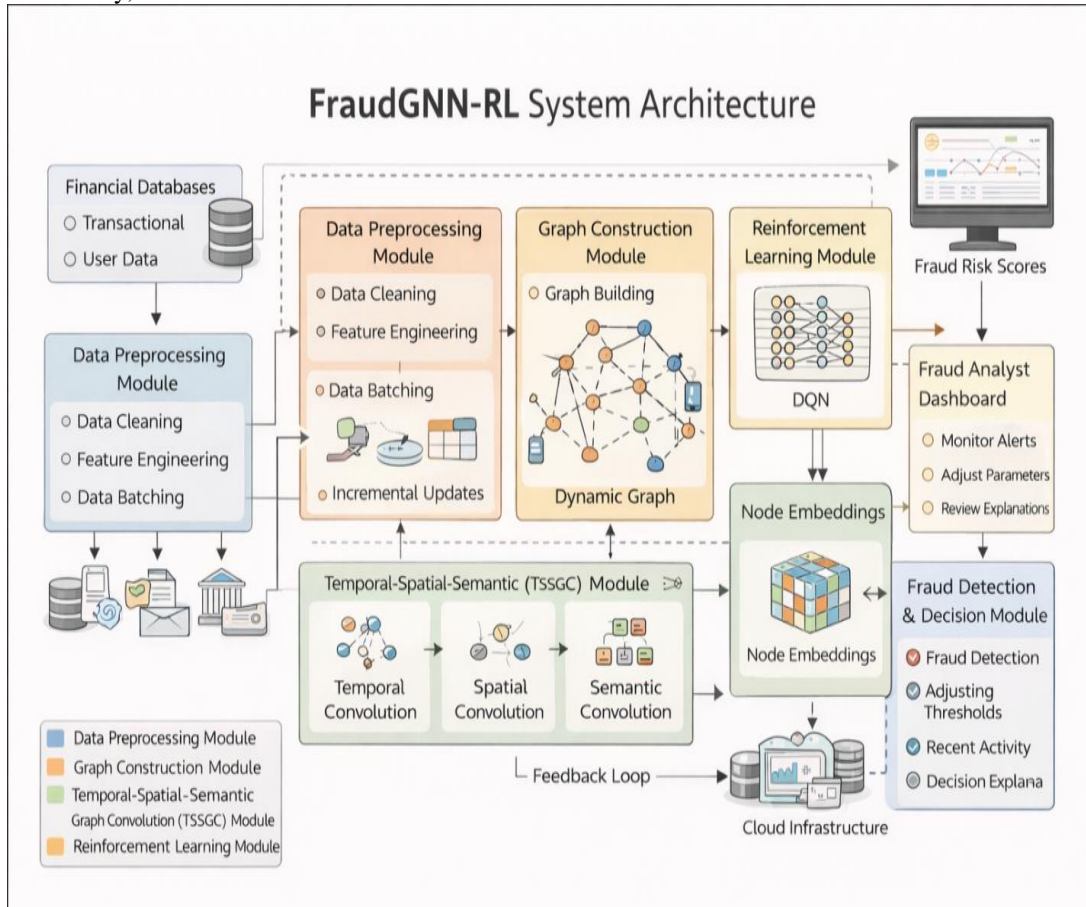 FraudGNN-RL System Architecture
Financial Databases
Transactional
User Data
Data Preprocessing
Module
Data Cleaning
Feature Engineering
Data Batching
Data Preprocessing
Module
Data Cleaning
Feature Engineering
Data Batching
Incremental Updates
Graph Construction
Module
Graph Building
Dynamic Graph
Reinforcement
Learning Module
DQN
Fraud Risk Scores
Fraud Analyst
Dashboard
Monitor Alerts
Adjust Parameters
Review Explanations
Node Embeddings
Node Embeddings
Fraud Detection
& Decision Module
Fraud Detection
Adjusting
Thresholds
Recent Activity
Decision Explana
Temporal-Spatial-Semantic (TSSGC) Module
Temporal
Convolution
Spatial
Convolution
Semantic
Convolution
Feedback Loop
Cloud Infrastructure
Data Preprocessing Module
Graph Construction Module
Temporal-Spatial-Semantic
Graph Convolution (TSSGC) Module
Reinforcement Learning Module